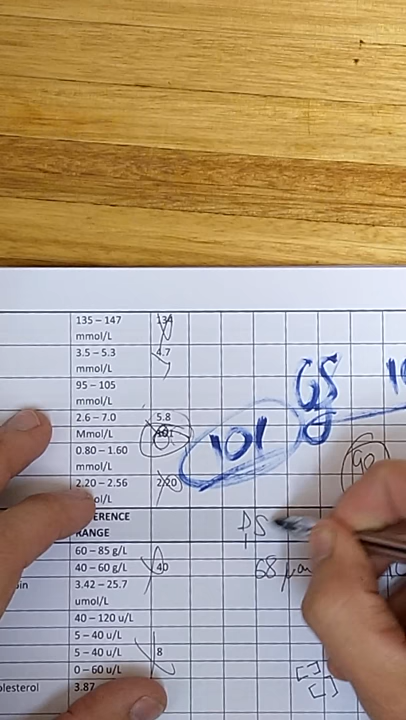 135 – 147 134
mmol/L
3.5 – 5.3 4.7
mmol/L
95 – 105
mmol/L
2.6 – 7.0 5.8
Mmol/L 101
0.80 – 1.60
mmol/L
2.20 – 2.56 2.20
RANGE
60 – 85 g/L
40 – 60 g/L 40
3.42 – 25.7
umol/L
40 – 120 u/L
5 – 40 u/L
5 – 40 u/L 8
0 – 60 u/L
3.87
GS
101
90
68